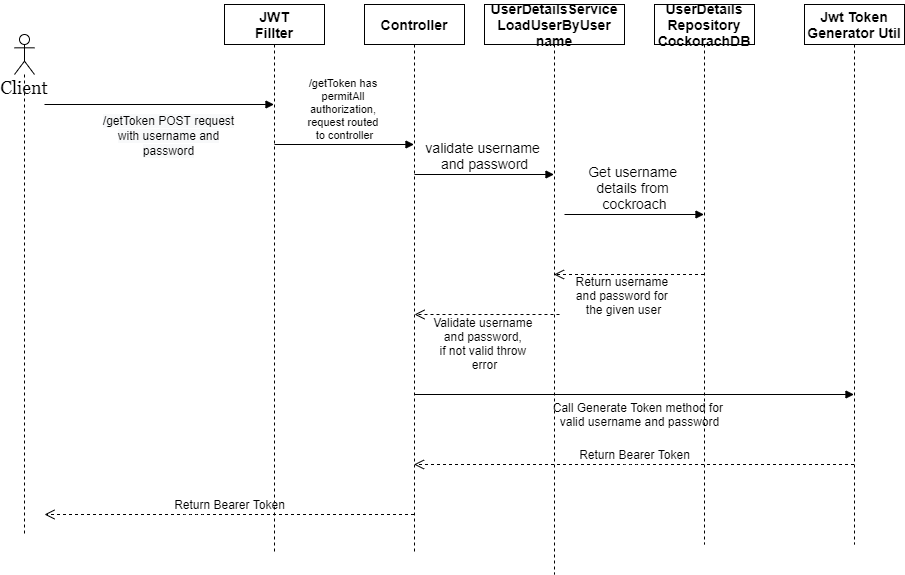 JWT
Fillter
Controller
UserDetailsService
LoadUserByUser
name
UserDetails
Repository
CockorachDB
Jwt Token
Generator Util
Client
/getToken POST request
with username and
password
/getToken has
permitAll
authorization,
request routed
to controller
validate username
and password
Get username
details from
cockroach
Return username
and password for
the given user
Validate username
and password,
if not valid throw
error
Call Generate Token method for
valid username and password
Return Bearer Token
Return Bearer Token